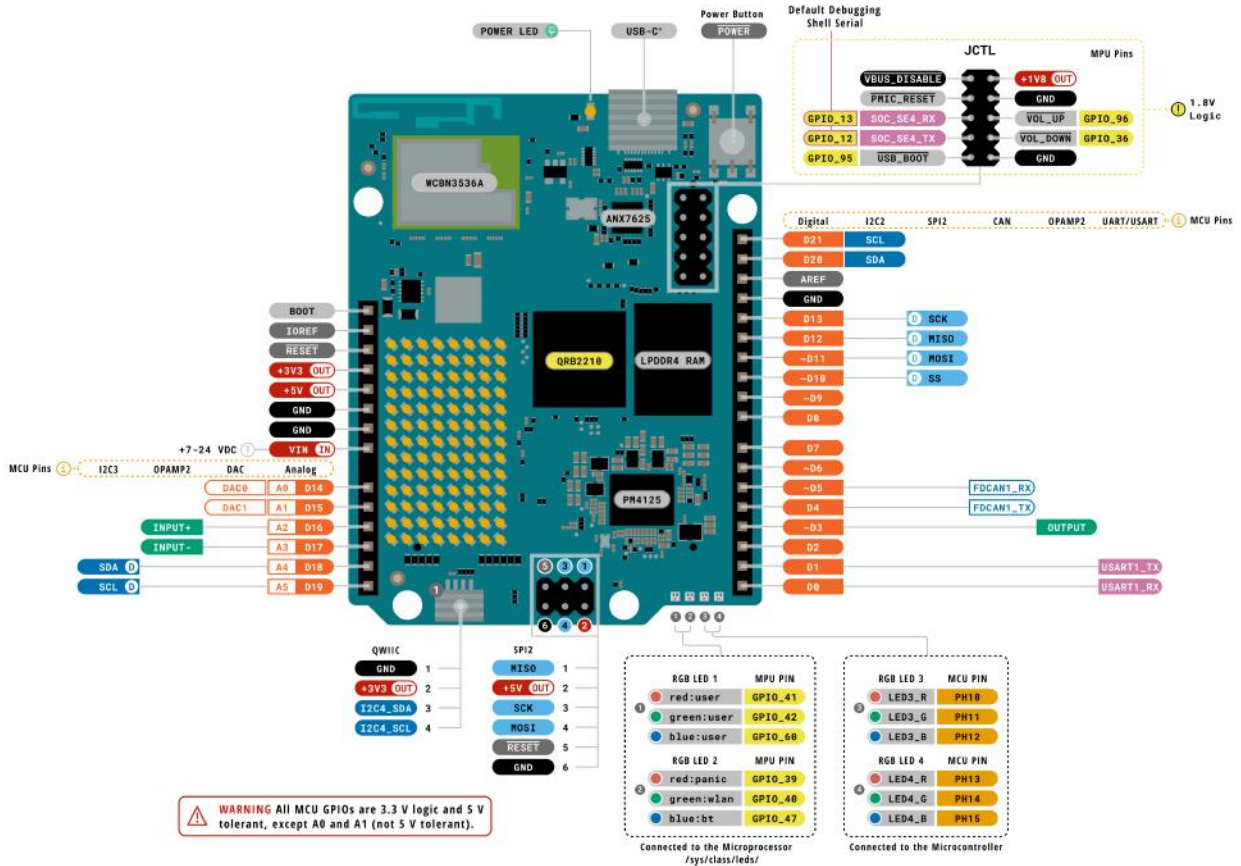 POWER LED
USB-C®
Power Button
POWER
Default Debugging
Shell Serial
JCTL
MPU Pins
VBUS_DISABLE
+1V8 OUT
PMIC_RESET
GND
GPIO_13 SOC_SE4_RX
VOL_UP GPIO_96
GPIO_12 SOC_SE4_TX
VOL_DOWN GPIO_36
GPIO_95 USB_BOOT
GND
1.8V
Logic
WCBN3536A
ANX7625
QRB2210
LPDDR4 RAM
PM4125
Digital I2C2 SPI2 CAN OPAMP2 UART/USART MCU Pins
D21 SCL
D20 SDA
AREF
GND
D13 D SCK
D12 D MISO
~D11 D MOSI
~D10 D SS
~D9
D8
D7
~D6
~D5 FDCAN1_RX
D4 FDCAN1_TX
~D3 OUTPUT
D2
D1 USART1_TX
D0 USART1_RX
BOOT
IOREF
RESET
+3V3 OUT
+5V OUT
GND
GND
+7-24 VDC VIN IN
MCU Pins I2C3 OPAMP2 DAC Analog
DAC0 A0 D14
DAC1 A1 D15
INPUT+ A2 D16
INPUT- A3 D17
SDA D A4 D18
SCL D A5 D19
1
5 3 1
6 4 2
1 2 3 4
QWIIC
GND 1
+3V3 OUT 2
I2C4_SDA 3
I2C4_SCL 4
SPI2
MISO 1
+5V OUT 2
SCK 3
MOSI 4
RESET 5
GND 6
RGB LED 1 MPU PIN
1
red:user GPIO_41
green:user GPIO_42
blue:user GPIO_60
RGB LED 2 MPU PIN
2
red:panic GPIO_39
green:wlan GPIO_40
blue:bt GPIO_47
Connected to the Microprocessor
/sys/class/leds/
RGB LED 3 MCU PIN
3
LED3_R PH10
LED3_G PH11
LED3_B PH12
RGB LED 4 MCU PIN
4
LED4_R PH13
LED4_G PH14
LED4_B PH15
Connected to the Microcontroller
WARNING All MCU GPIOs are 3.3 V logic and 5 V
tolerant, except A0 and A1 (not 5 V tolerant).